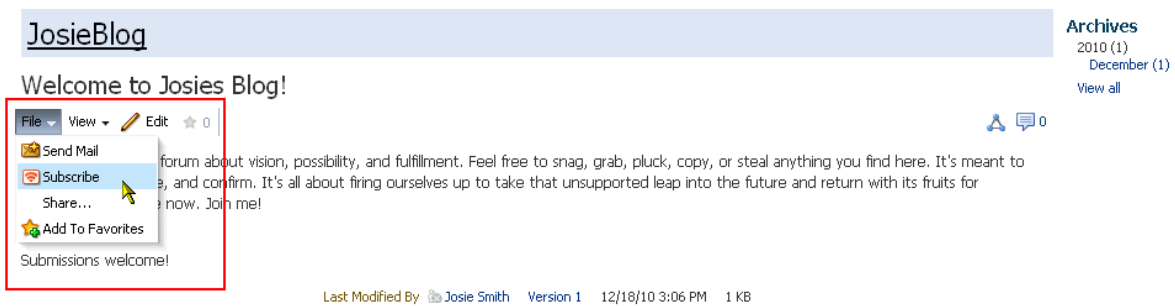 JosieBlog
Welcome to Josies Blog!
File View Edit 0
0
Send Mail
Subscribe
Share...
Add To Favorites
forum about vision, possibility, and fulfillment. Feel free to snag, grab, pluck, copy, or steal anything you find here. It's meant to
, and confirm. It's all about firing ourselves up to take that unsupported leap into the future and return with its fruits for
now. Join me!
Submissions welcome!
Last Modified By Josie Smith Version 1 12/18/10 3:06 PM 1 KB
Archives
2010 (1)
December (1)
View all